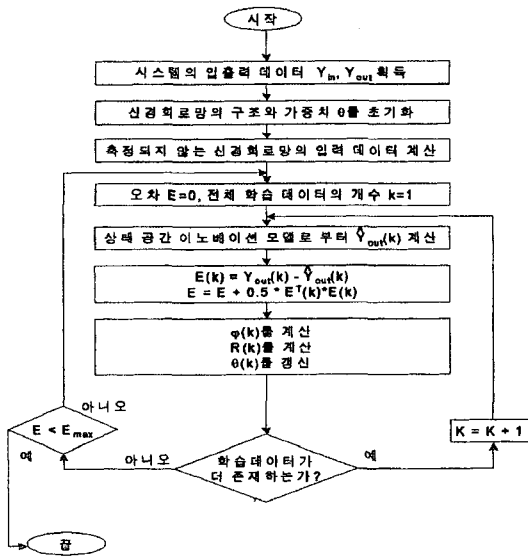 시작
시스템의 입출력 데이터 Y_in, Y_out 획득
신경회로망의 구조와 가중치 θ를 초기화
측정되지 않는 신경회로망의 입력 데이터 계산
오차 E=0, 전체 학습 데이터의 개수 k=1
상태 공간 이노베이션 모델로 부터 Ŷ_out(k) 계산
E(k) = Y_out(k) - Ŷ_out(k)
E = E + 0.5 * E^T(k)*E(k)
φ(k)를 계산
R(k)를 계산
θ(k)를 갱신
아니오
E < E_max
예
아니오
학습데이터가
더 존재하는가?
예
K = K + 1
끝